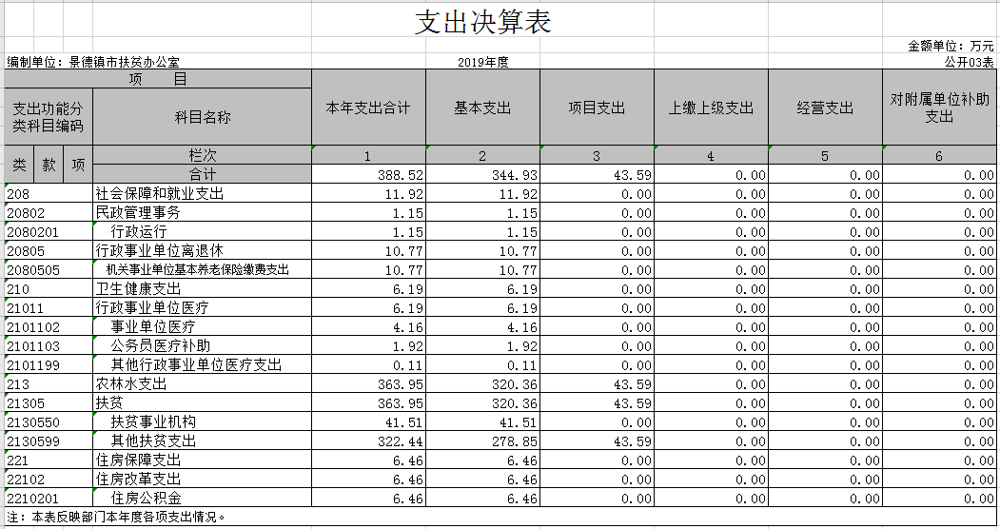 支出决算表
金额单位：万元
编制单位：景德镇市扶贫办公室 2019年度 公开03表
项 目 本年支出合计 基本支出 项目支出 上缴上级支出 经营支出 对附属单位补助支出
支出功能分类科目编码 科目名称
类 款 项 栏次 1 2 3 4 5 6
合计 388.52 344.93 43.59 0.00 0.00 0.00
208 社会保障和就业支出 11.92 11.92 0.00 0.00 0.00 0.00
20802 民政管理事务 1.15 1.15 0.00 0.00 0.00 0.00
2080201 行政运行 1.15 1.15 0.00 0.00 0.00 0.00
20805 行政事业单位离退休 10.77 10.77 0.00 0.00 0.00 0.00
2080505 机关事业单位基本养老保险缴费支出 10.77 10.77 0.00 0.00 0.00 0.00
210 卫生健康支出 6.19 6.19 0.00 0.00 0.00 0.00
21011 行政事业单位医疗 6.19 6.19 0.00 0.00 0.00 0.00
2101102 事业单位医疗 4.16 4.16 0.00 0.00 0.00 0.00
2101103 公务员医疗补助 1.92 1.92 0.00 0.00 0.00 0.00
2101199 其他行政事业单位医疗支出 0.11 0.11 0.00 0.00 0.00 0.00
213 农林水支出 363.95 320.36 43.59 0.00 0.00 0.00
21305 扶贫 363.95 320.36 43.59 0.00 0.00 0.00
2130550 扶贫事业机构 41.51 41.51 0.00 0.00 0.00 0.00
2130599 其他扶贫支出 322.44 278.85 43.59 0.00 0.00 0.00
221 住房保障支出 6.46 6.46 0.00 0.00 0.00 0.00
22102 住房改革支出 6.46 6.46 0.00 0.00 0.00 0.00
2210201 住房公积金 6.46 6.46 0.00 0.00 0.00 0.00
注：本表反映部门本年度各项支出情况。